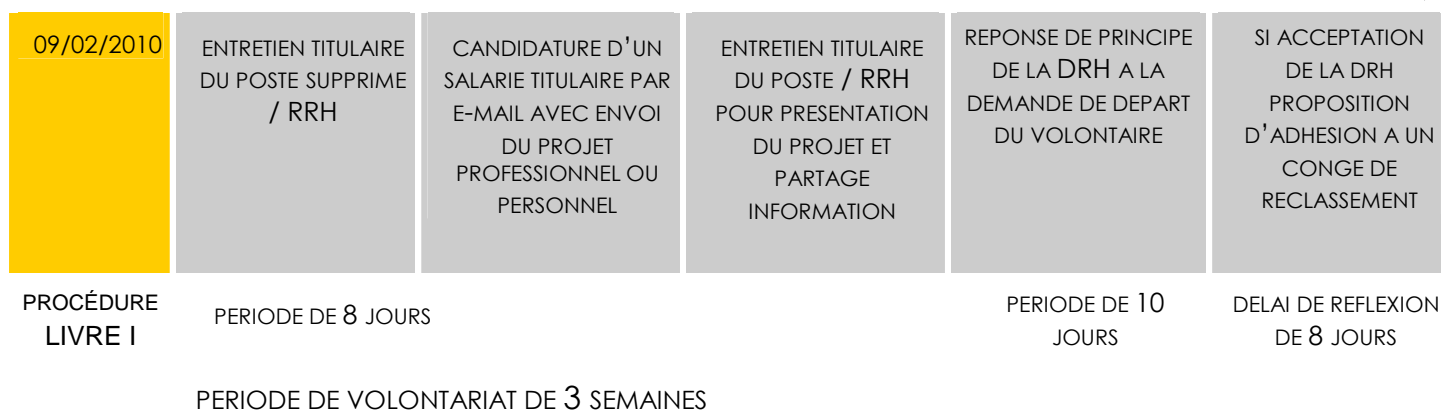 09/02/2010
ENTRETIEN TITULAIRE
DU POSTE SUPPRIME
/ RRH
CANDIDATURE D'UN
SALARIE TITULAIRE PAR
E-MAIL AVEC ENVOI
DU PROJET
PROFESSIONNEL OU
PERSONNEL
ENTRETIEN TITULAIRE
DU POSTE / RRH
POUR PRESENTATION
DU PROJET ET
PARTAGE
INFORMATION
REPONSE DE PRINCIPE
DE LA DRH A LA
DEMANDE DE DEPART
DU VOLONTAIRE
SI ACCEPTATION
DE LA DRH
PROPOSITION
D'ADHESION A UN
CONGE DE
RECLASSEMENT
PROCÉDURE
LIVRE I
PERIODE DE 8 JOURS
PERIODE DE 10
JOURS
DELAI DE REFLEXION
DE 8 JOURS
PERIODE DE VOLONTARIAT DE 3 SEMAINES